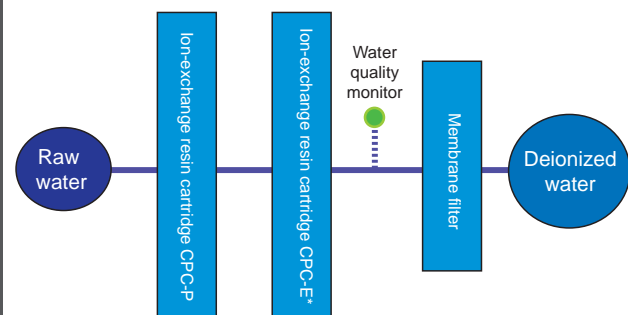 Raw
water
Ion-exchange resin cartridge CPC-P
Ion-exchange resin cartridge CPC-E*
Water
quality
monitor
Membrane filter
Deionized
water